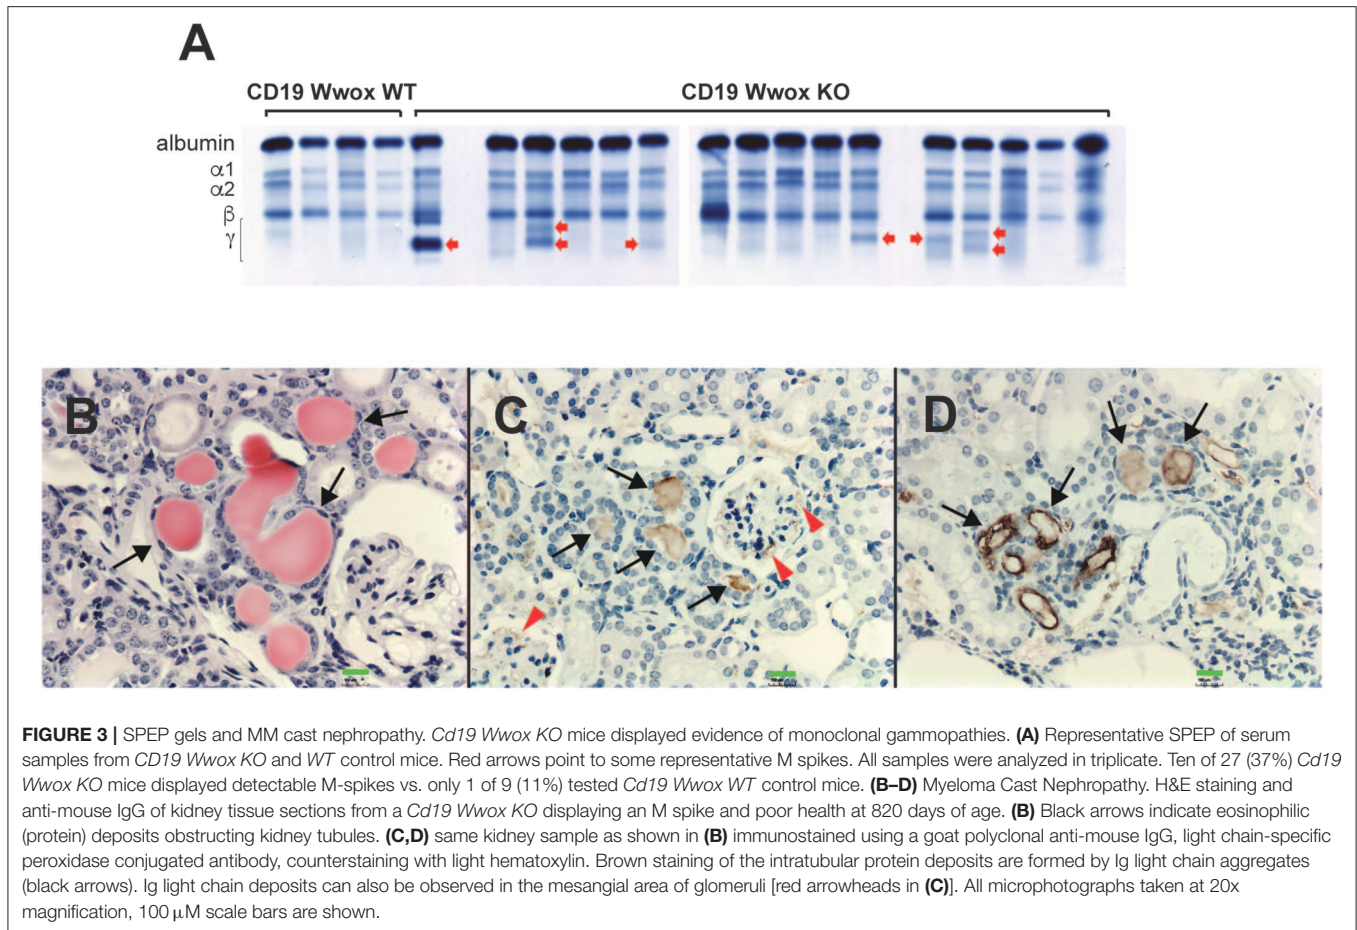 A
CD19 Wwox WT
CD19 Wwox KO
albumin
α1
α2
β
γ
B
C
D
FIGURE 3 | SPEP gels and MM cast nephropathy. Cd19 Wwox KO mice displayed evidence of monoclonal gammopathies. (A) Representative SPEP of serum
samples from CD19 Wwox KO and WT control mice. Red arrows point to some representative M spikes. All samples were analyzed in triplicate. Ten of 27 (37%) Cd19
Wwox KO mice displayed detectable M-spikes vs. only 1 of 9 (11%) tested Cd19 Wwox WT control mice. (B–D) Myeloma Cast Nephropathy. H&E staining and
anti-mouse IgG of kidney tissue sections from a Cd19 Wwox KO displaying an M spike and poor health at 820 days of age. (B) Black arrows indicate eosinophilic
(protein) deposits obstructing kidney tubules. (C,D) same kidney sample as shown in (B) immunostained using a goat polyclonal anti-mouse IgG, light chain-specific
peroxidase conjugated antibody, counterstaining with light hematoxylin. Brown staining of the intratubular protein deposits are formed by Ig light chain aggregates
(black arrows). Ig light chain deposits can also be observed in the mesangial area of glomeruli [red arrowheads in (C)]. All microphotographs taken at 20x
magnification, 100 μM scale bars are shown.